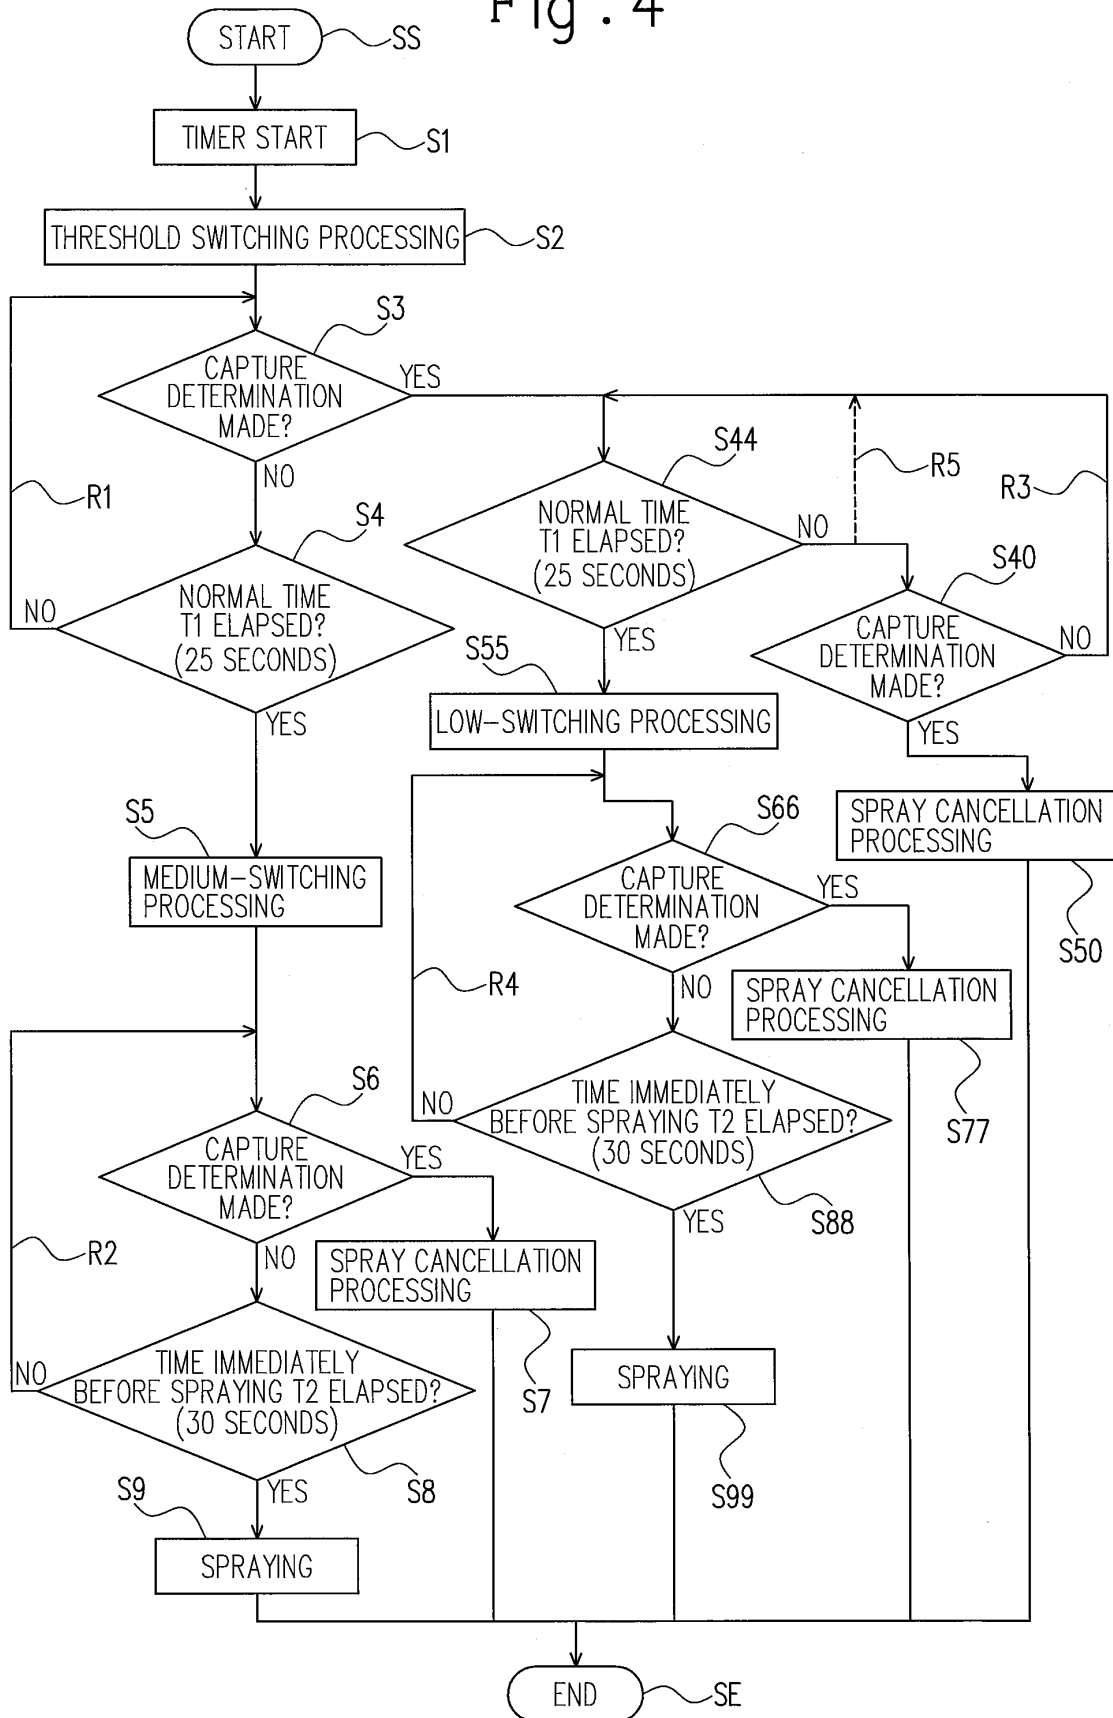 Fig. 4
START
SS
TIMER START
S1
THRESHOLD SWITCHING PROCESSING
S2
S3
CAPTURE
DETERMINATION
MADE?
YES
NO
R1
S4
NORMAL TIME
T1 ELAPSED?
(25 SECONDS)
NO
YES
S44
NORMAL TIME
T1 ELAPSED?
(25 SECONDS)
NO
YES
R5
R3
S40
CAPTURE
DETERMINATION
MADE?
NO
YES
S55
LOW-SWITCHING PROCESSING
SPRAY CANCELLATION
PROCESSING
S50
S5
MEDIUM-SWITCHING
PROCESSING
S66
CAPTURE
DETERMINATION
MADE?
YES
NO
R4
SPRAY CANCELLATION
PROCESSING
S77
TIME IMMEDIATELY
BEFORE SPRAYING T2 ELAPSED?
(30 SECONDS)
NO
YES
S88
S6
CAPTURE
DETERMINATION
MADE?
YES
NO
R2
SPRAY CANCELLATION
PROCESSING
S7
TIME IMMEDIATELY
BEFORE SPRAYING T2 ELAPSED?
(30 SECONDS)
NO
YES
S8
SPRAYING
S99
S9
SPRAYING
END
SE